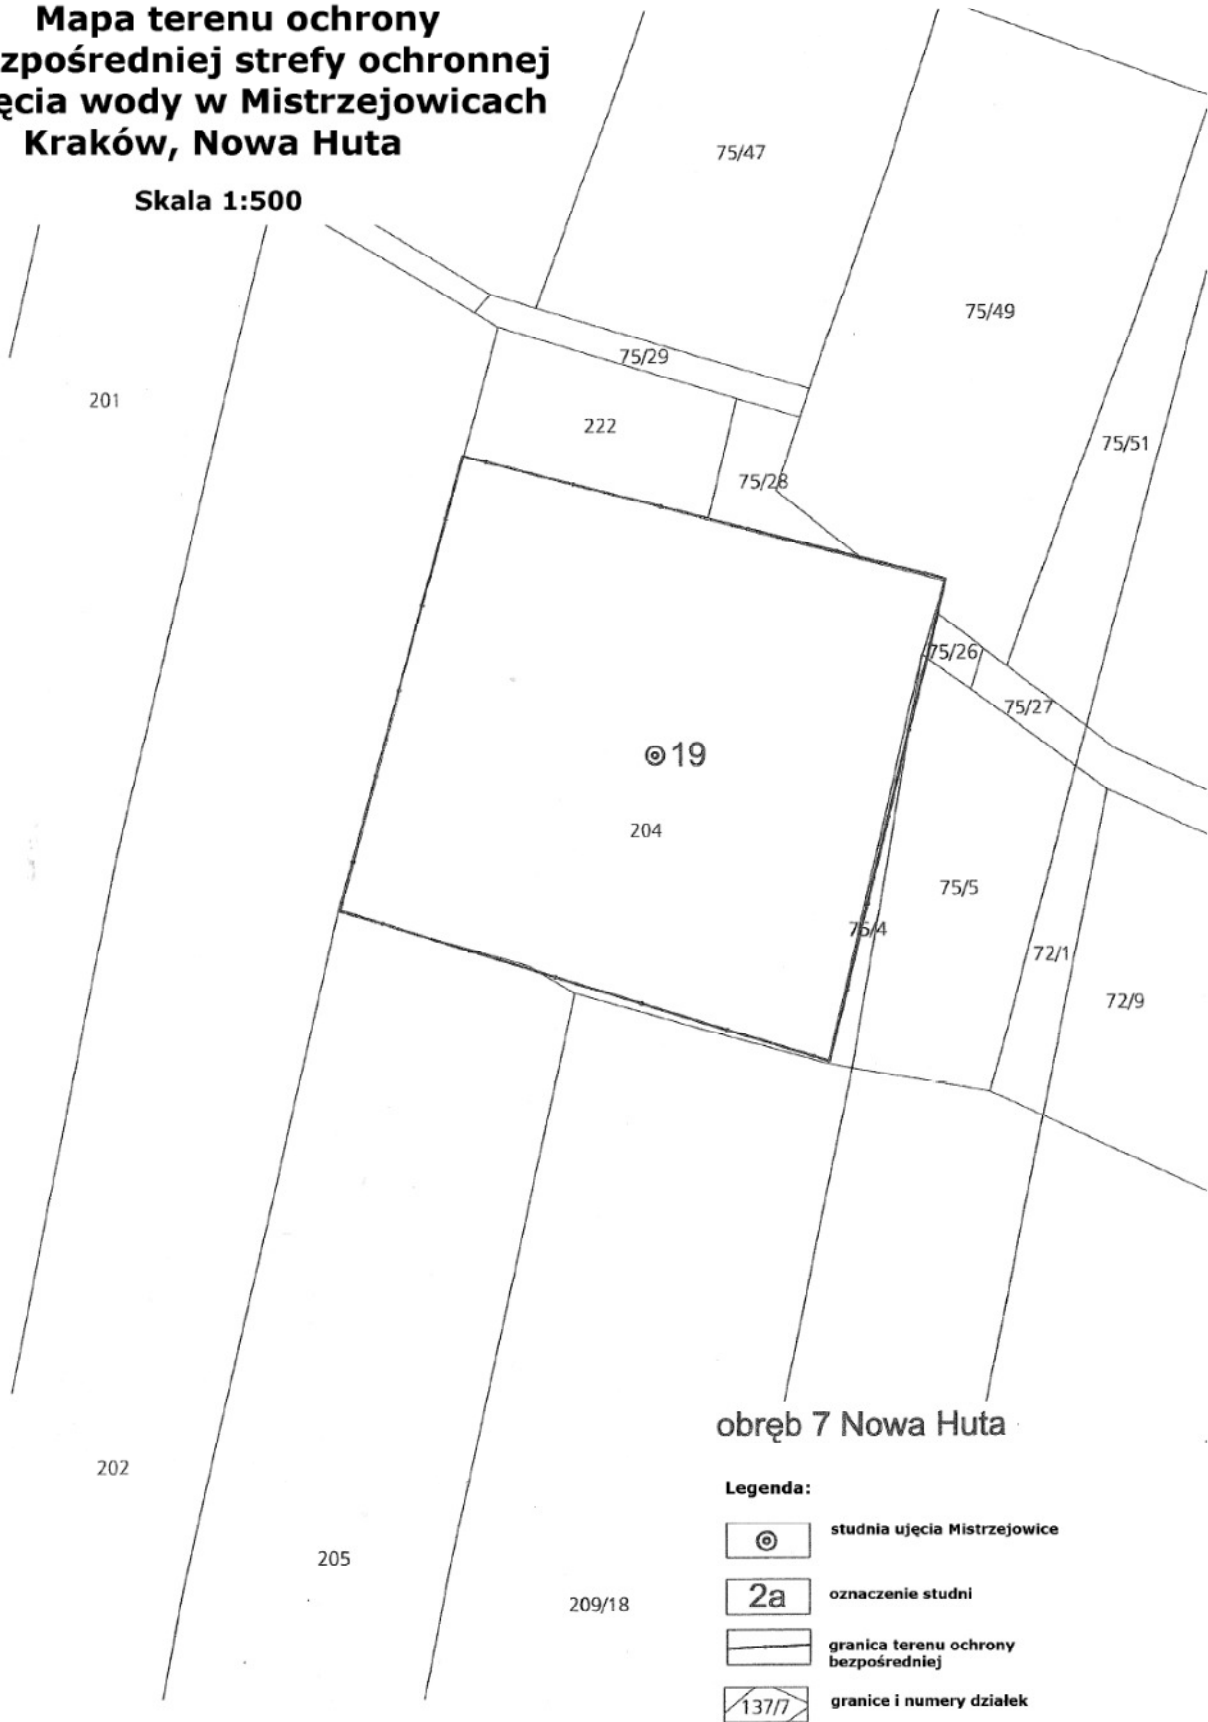 Mapa terenu ochrony
zpośredniej strefy ochronnej
ęcia wody w Mistrzejowicach
Kraków, Nowa Huta
Skala 1:500
75/47
75/49
75/29
201
222
75/51
75/28
75/26
75/27
19
204
75/5
75/4
72/1
72/9
obręb 7 Nowa Huta
202
Legenda:
studnia ujęcia Mistrzejowice
205
2a oznaczenie studni
209/18
granica terenu ochrony
bezpośredniej
137/7 granice i numery działek